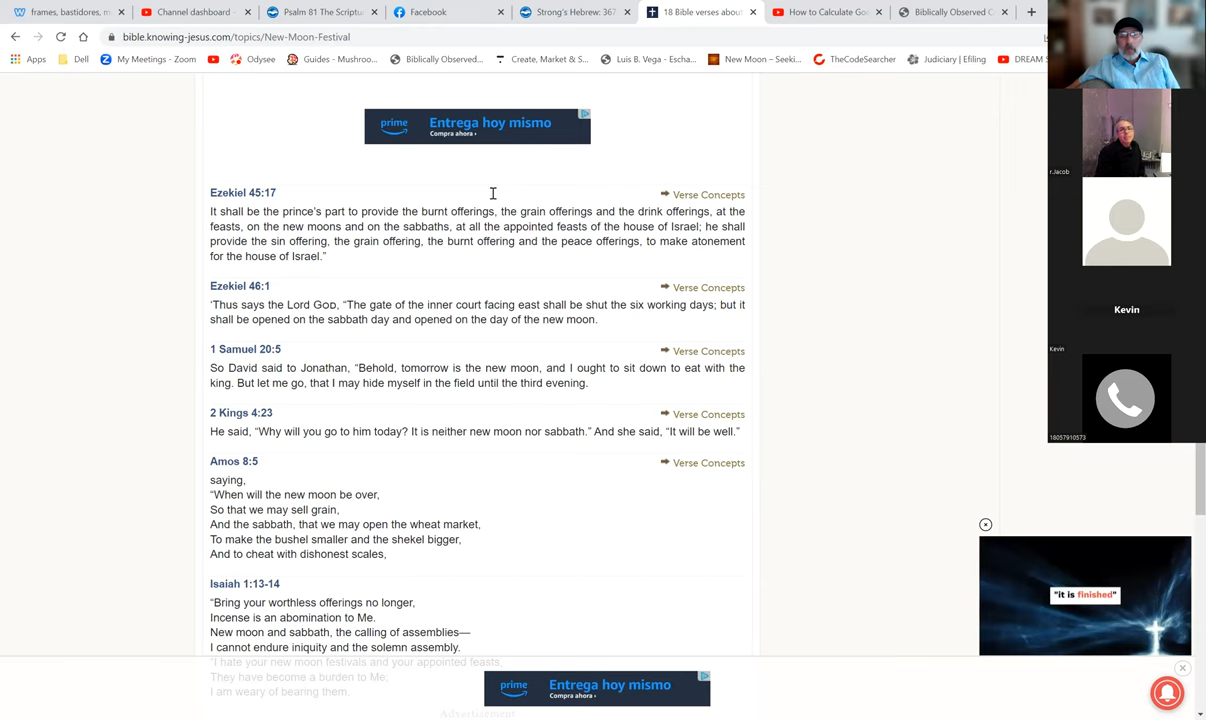 frames, bastidores, m
Channel dashboard -
Psalm 81 The Scriptu
Facebook
Strong's Hebrew: 367
18 Bible verses abou
How to Calculate Go
Biblically Observed C
bible.knowing-jesus.com/topics/New-Moon-Festival
Apps
Dell
My Meetings - Zoom
Odysee
Guides - Mushroo...
Biblically Observed...
Create, Market & S...
Luis B. Vega - Escha...
New Moon – Seeki...
TheCodeSearcher
Judiciary | Efiling
DREAM S
prime
Entrega hoy mismo
Compra ahora ›
Ezekiel 45:17
Verse Concepts
It shall be the prince's part to provide the burnt offerings, the grain offerings and the drink offerings, at the
feasts, on the new moons and on the sabbaths, at all the appointed feasts of the house of Israel; he shall
provide the sin offering, the grain offering, the burnt offering and the peace offerings, to make atonement
for the house of Israel.”
Ezekiel 46:1
Verse Concepts
‘Thus says the Lord GOD, “The gate of the inner court facing east shall be shut the six working days; but it
shall be opened on the sabbath day and opened on the day of the new moon.
1 Samuel 20:5
Verse Concepts
So David said to Jonathan, “Behold, tomorrow is the new moon, and I ought to sit down to eat with the
king. But let me go, that I may hide myself in the field until the third evening.
2 Kings 4:23
Verse Concepts
He said, “Why will you go to him today? It is neither new moon nor sabbath.” And she said, “It will be well.”
Amos 8:5
Verse Concepts
saying,
“When will the new moon be over,
So that we may sell grain,
And the sabbath, that we may open the wheat market,
To make the bushel smaller and the shekel bigger,
And to cheat with dishonest scales,
Isaiah 1:13-14
“Bring your worthless offerings no longer,
Incense is an abomination to Me.
New moon and sabbath, the calling of assemblies—
I cannot endure iniquity and the solemn assembly.
“I hate your new moon festivals and your appointed feasts,
They have become a burden to Me;
I am weary of bearing them.
prime
Entrega hoy mismo
Compra ahora ›
Advertisement
r.Jacob
Kevin
Kevin
18057910573
"it is finished"